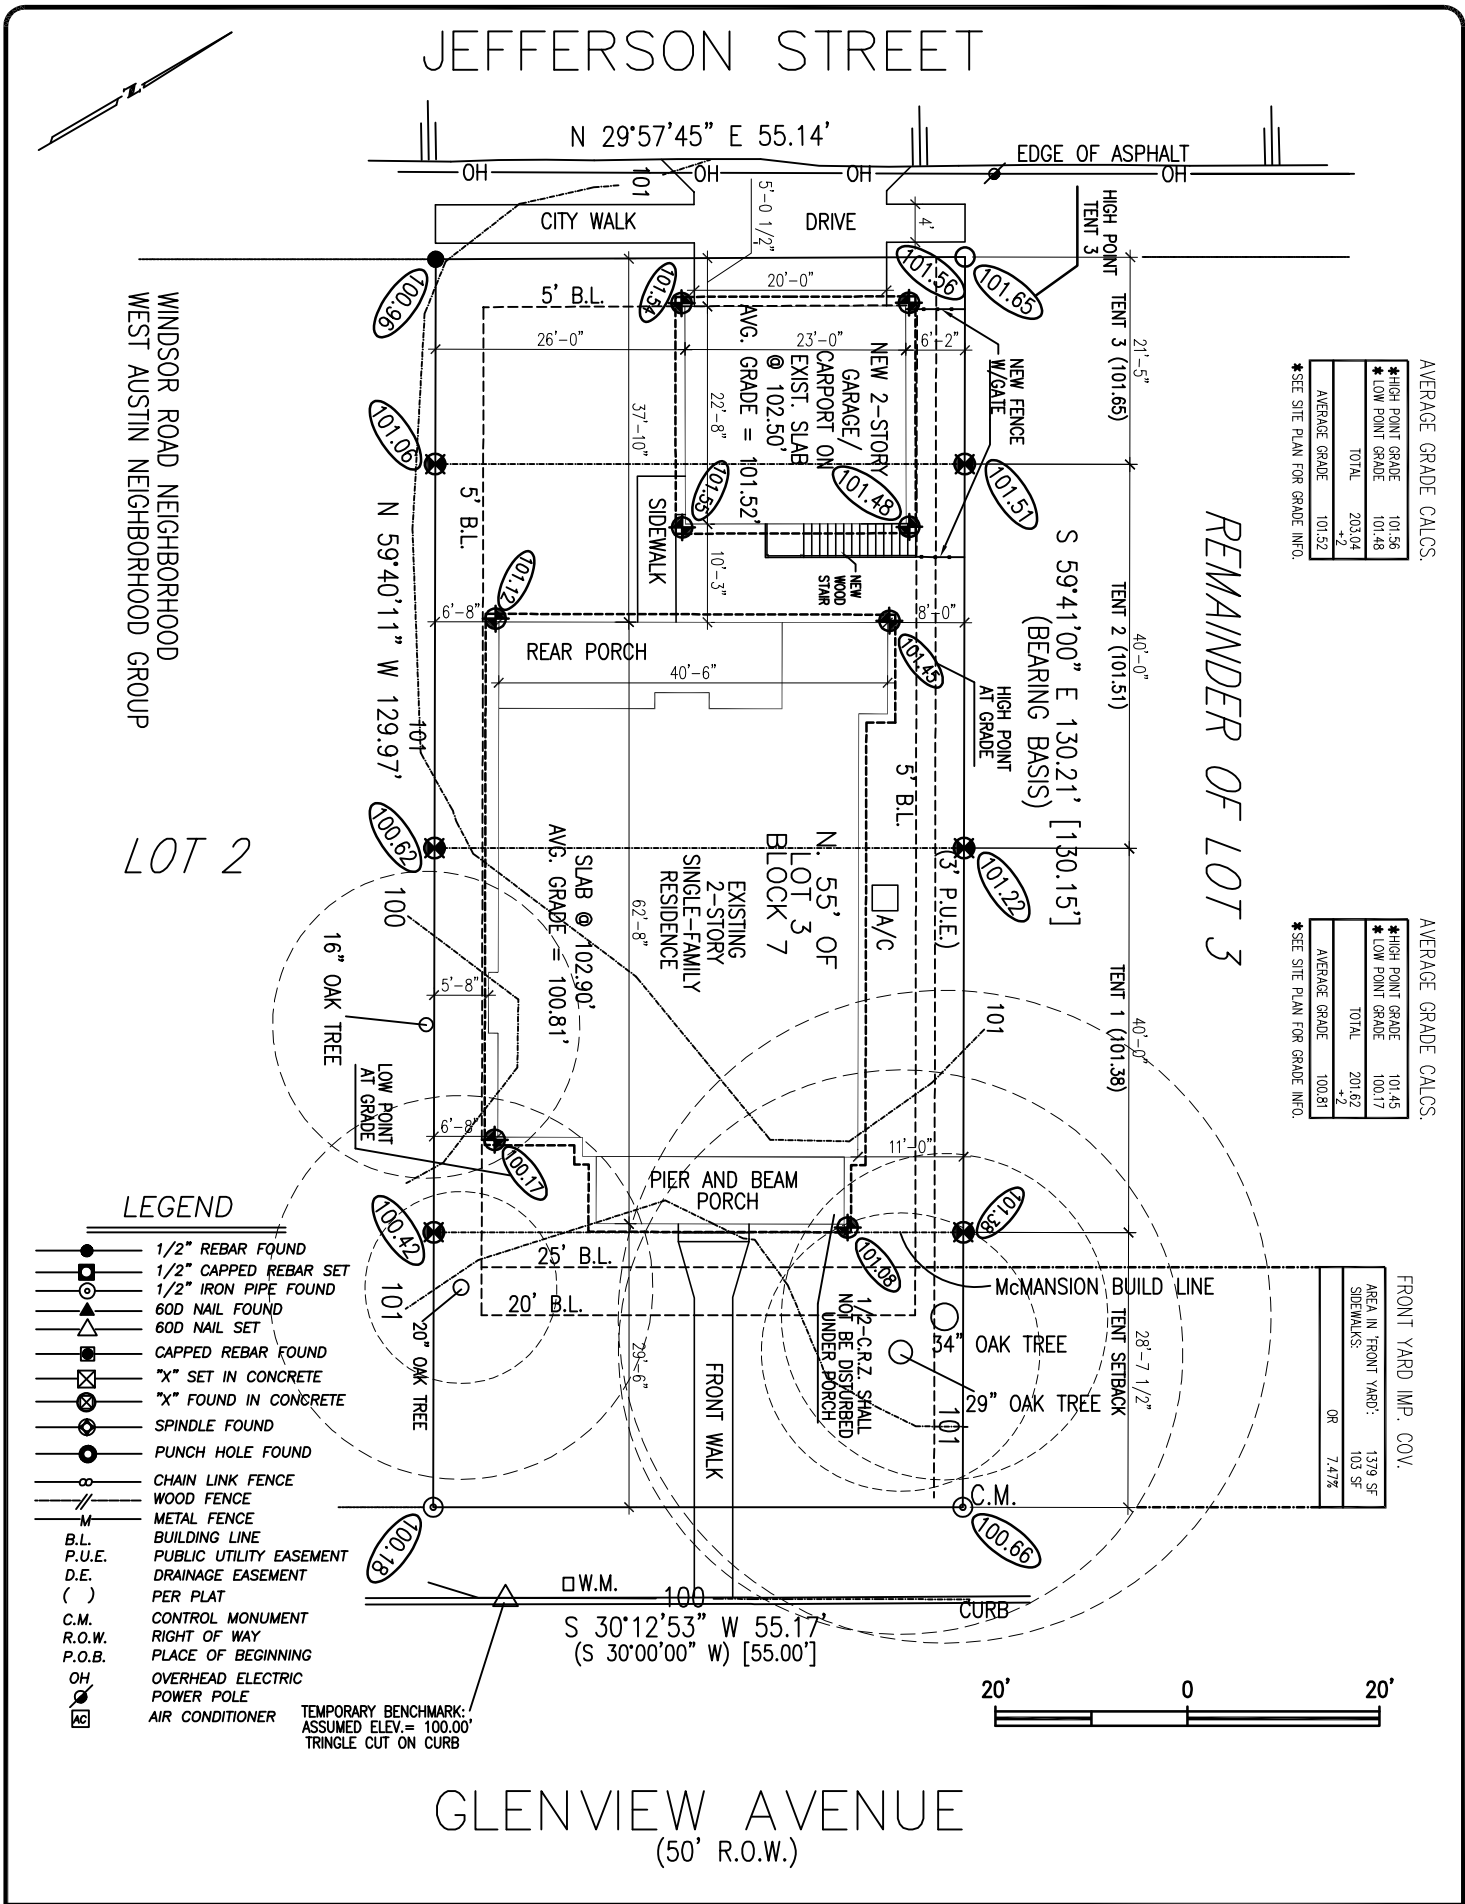 JEFFERSON STREET
N
N 29°57'45" E 55.14'
EDGE OF ASPHALT
OH
OH
OH
OH
101
CITY WALK
5'-0 1/2"
DRIVE
4'
HIGH POINT
TENT 3
100.96
101.54
101.56
101.65
5' B.L.
20'-0"
26'-0"
23'-0"
6'-2"
21'-5"
TENT 3 (101.65)
NEW 2-STORY
GARAGE/
CARPORT ON
EXIST. SLAB
@ 102.50'
AVG. GRADE = 101.52'
22'-8"
37'-10"
NEW FENCE
W/GATE
101.06
101.55
101.48
101.51
SIDEWALK
10'-3"
NEW
WOOD
STAIR
5' B.L.
N 59°40'11" W 129.97'
101
WINDSOR ROAD NEIGHBORHOOD
WEST AUSTIN NEIGHBORHOOD GROUP
LOT 2
S 59°41'00" E 130.21' [130.15']
(BEARING BASIS)
REMAINDER OF LOT 3
TENT 2 (101.51)
40'-0"
AVERAGE GRADE CALCS.
*HIGH POINT GRADE 101.56
*LOW POINT GRADE 101.48
TOTAL 203.04
÷2
AVERAGE GRADE 101.52
*SEE SITE PLAN FOR GRADE INFO.
AVERAGE GRADE CALCS.
*HIGH POINT GRADE 101.45
*LOW POINT GRADE 100.17
TOTAL 201.62
÷2
AVERAGE GRADE 100.81
*SEE SITE PLAN FOR GRADE INFO.
101.12
6'-8"
8'-0"
REAR PORCH
40'-6"
101.45
HIGH POINT
AT GRADE
5' B.L.
(3' P.U.E.)
A/C
N. 55' OF
LOT 3
BLOCK 7
EXISTING
2-STORY
SINGLE-FAMILY
RESIDENCE
62'-8"
SLAB @ 102.90'
AVG. GRADE = 100.81'
100.62
101.22
100
101
5'-8"
16" OAK TREE
TENT 1 (101.38)
40'-0"
LOW POINT
AT GRADE
6'-8"
100.17
11'-0"
PIER AND BEAM
PORCH
100.42
101.38
101.08
25' B.L.
20' B.L.
101
20" OAK TREE
29'-6"
FRONT WALK
1/2-C.R.Z. SHALL
NOT BE DISTURBED
UNDER PORCH
McMANSION BUILD LINE
34" OAK TREE
29" OAK TREE
101
TENT SETBACK
28'-7 1/2"
FRONT YARD IMP. COV.
AREA IN 'FRONT YARD': 1379 SF
SIDEWALKS: 103 SF
OR 7.47%
C.M.
100.18
100.66
W.M.
100
CURB
S 30°12'53" W 55.17'
(S 30°00'00" W) [55.00']
LEGEND
1/2" REBAR FOUND
1/2" CAPPED REBAR SET
1/2" IRON PIPE FOUND
60D NAIL FOUND
60D NAIL SET
CAPPED REBAR FOUND
"X" SET IN CONCRETE
"X" FOUND IN CONCRETE
SPINDLE FOUND
PUNCH HOLE FOUND
CHAIN LINK FENCE
WOOD FENCE
M METAL FENCE
B.L. BUILDING LINE
P.U.E. PUBLIC UTILITY EASEMENT
D.E. DRAINAGE EASEMENT
( ) PER PLAT
C.M. CONTROL MONUMENT
R.O.W. RIGHT OF WAY
P.O.B. PLACE OF BEGINNING
OH OVERHEAD ELECTRIC
POWER POLE
AC AIR CONDITIONER
TEMPORARY BENCHMARK:
ASSUMED ELEV.= 100.00'
TRINGLE CUT ON CURB
20' 0 20'
GLENVIEW AVENUE
(50' R.O.W.)